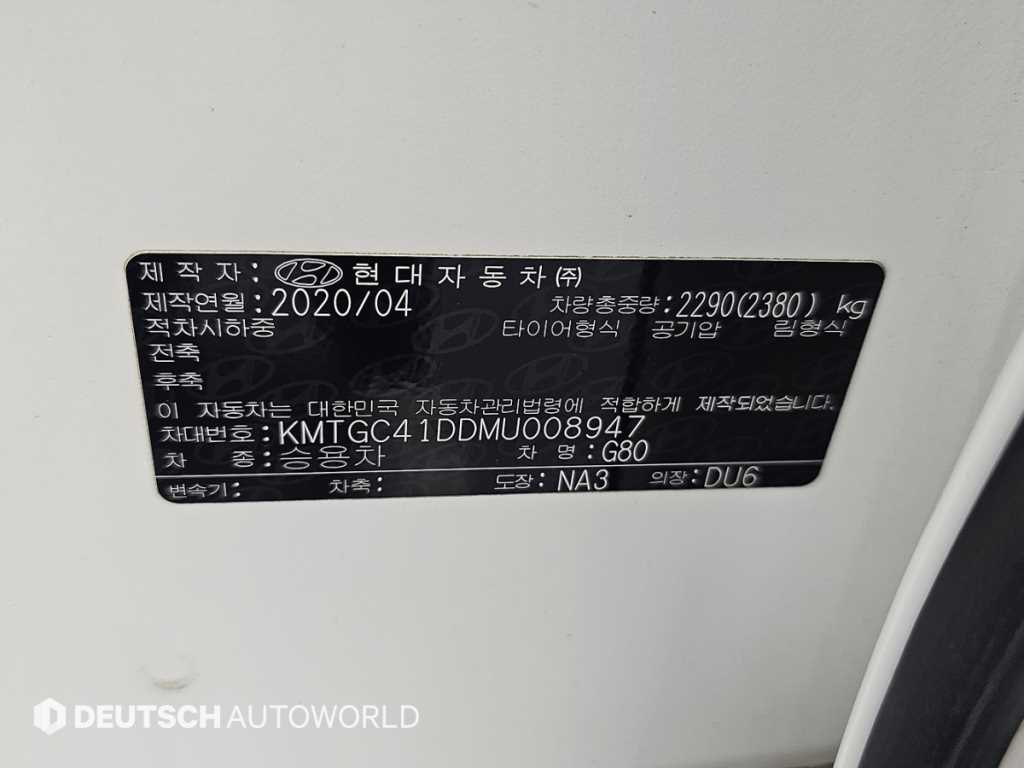 제 작 자 : 현대자동차㈜
제작연월 : 2020/04 차량총중량 : 2290(2380) kg
적차시하중 타이어형식 공기압 림형식
전축
후축
이 자동차는 대한민국 자동차관리법령에 적합하게 제작되었습니다.
차대번호 : KMTGC41DDMU008947
차 종 : 승용차 차 명 : G80
변속기 : 차축 : 도장 : NA3 의장 : DU6
DEUTSCH AUTOWORLD